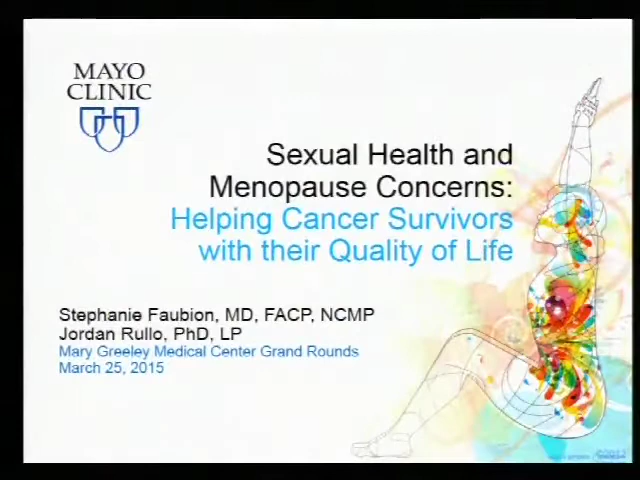 MAYO
CLINIC
Sexual Health and
Menopause Concerns:
Helping Cancer Survivors
with their Quality of Life
Stephanie Faubion, MD, FACP, NCMP
Jordan Rullo, PhD, LP
Mary Greeley Medical Center Grand Rounds
March 25, 2015